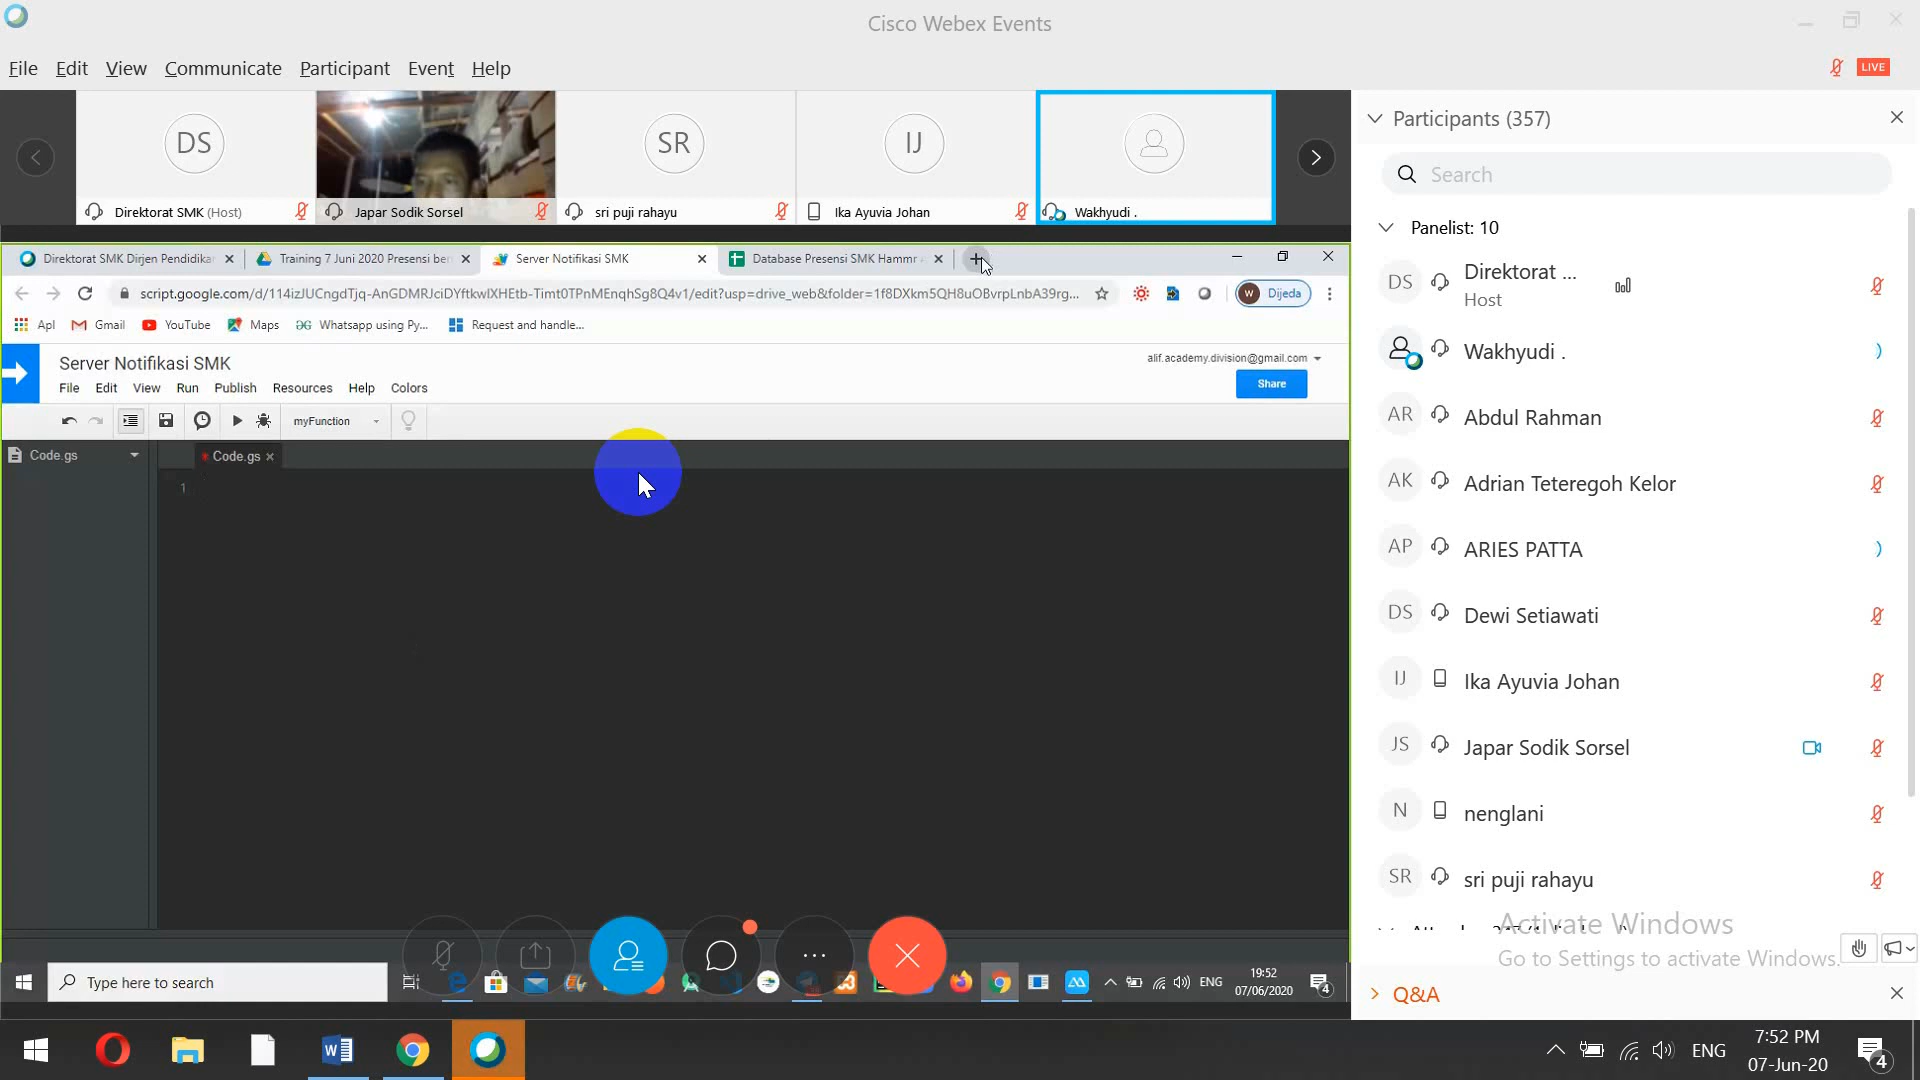 Cisco Webex Events
File Edit View Communicate Participant Event Help
LIVE
DS
SR
IJ
Direktorat SMK (Host)
Japar Sodik Sorsel
sri puji rahayu
Ika Ayuvia Johan
Wakhyudi .
Direktorat SMK Dirjen Pendidika
Training 7 Juni 2020 Presensi ber
Server Notifikasi SMK
Database Presensi SMK Hammr
script.google.com/d/114izJUCngdTjq-AnGDMRJciDYftkwIXHEtb-Timt0TPnMEnqhSg8Q4v1/edit?usp=drive_web&folder=1f8DXkm5QH8uOBvrpLnbA39rg...
W Dijeda
Apl Gmail YouTube Maps Whatsapp using Py... Request and handle...
Server Notifikasi SMK
alif.academy.division@gmail.com
File Edit View Run Publish Resources Help Colors
Share
myFunction
Code.gs
Code.gs
1
Type here to search
ENG
19:52
07/06/2020
4
Participants (357)
Search
Panelist: 10
DS Direktorat ...
Host
Wakhyudi .
AR Abdul Rahman
AK Adrian Teteregoh Kelor
AP ARIES PATTA
DS Dewi Setiawati
IJ Ika Ayuvia Johan
JS Japar Sodik Sorsel
N nenglani
SR sri puji rahayu
Activate Windows
Go to Settings to activate Windows.
Q&A
ENG
7:52 PM
07-Jun-20
4